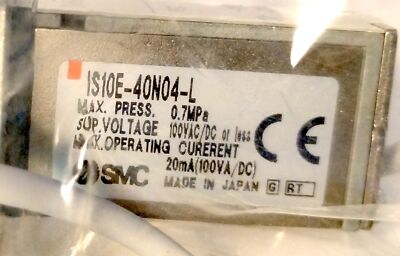 IS10E-40N04-L
MAX. PRESS. 0.7MPa
SUP.VOLTAGE 100VAC/DC or less
MAX.OPERATING CURERENT
20mA(100VA/DC)
SMC MADE IN JAPAN G RT
CE